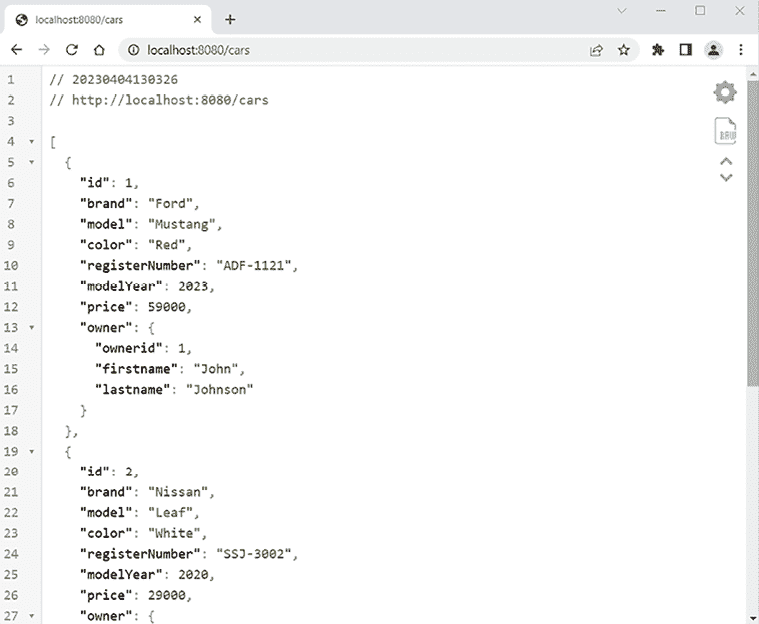 localhost:8080/cars
localhost:8080/cars
1 // 20230404130326
2 // http://localhost:8080/cars
3
4 [
5 {
6 "id": 1,
7 "brand": "Ford",
8 "model": "Mustang",
9 "color": "Red",
10 "registerNumber": "ADF-1121",
11 "modelYear": 2023,
12 "price": 59000,
13 "owner": {
14 "ownerid": 1,
15 "firstname": "John",
16 "lastname": "Johnson"
17 }
18 },
19 {
20 "id": 2,
21 "brand": "Nissan",
22 "model": "Leaf",
23 "color": "White",
24 "registerNumber": "SSJ-3002",
25 "modelYear": 2020,
26 "price": 29000,
27 "owner": {
RAW